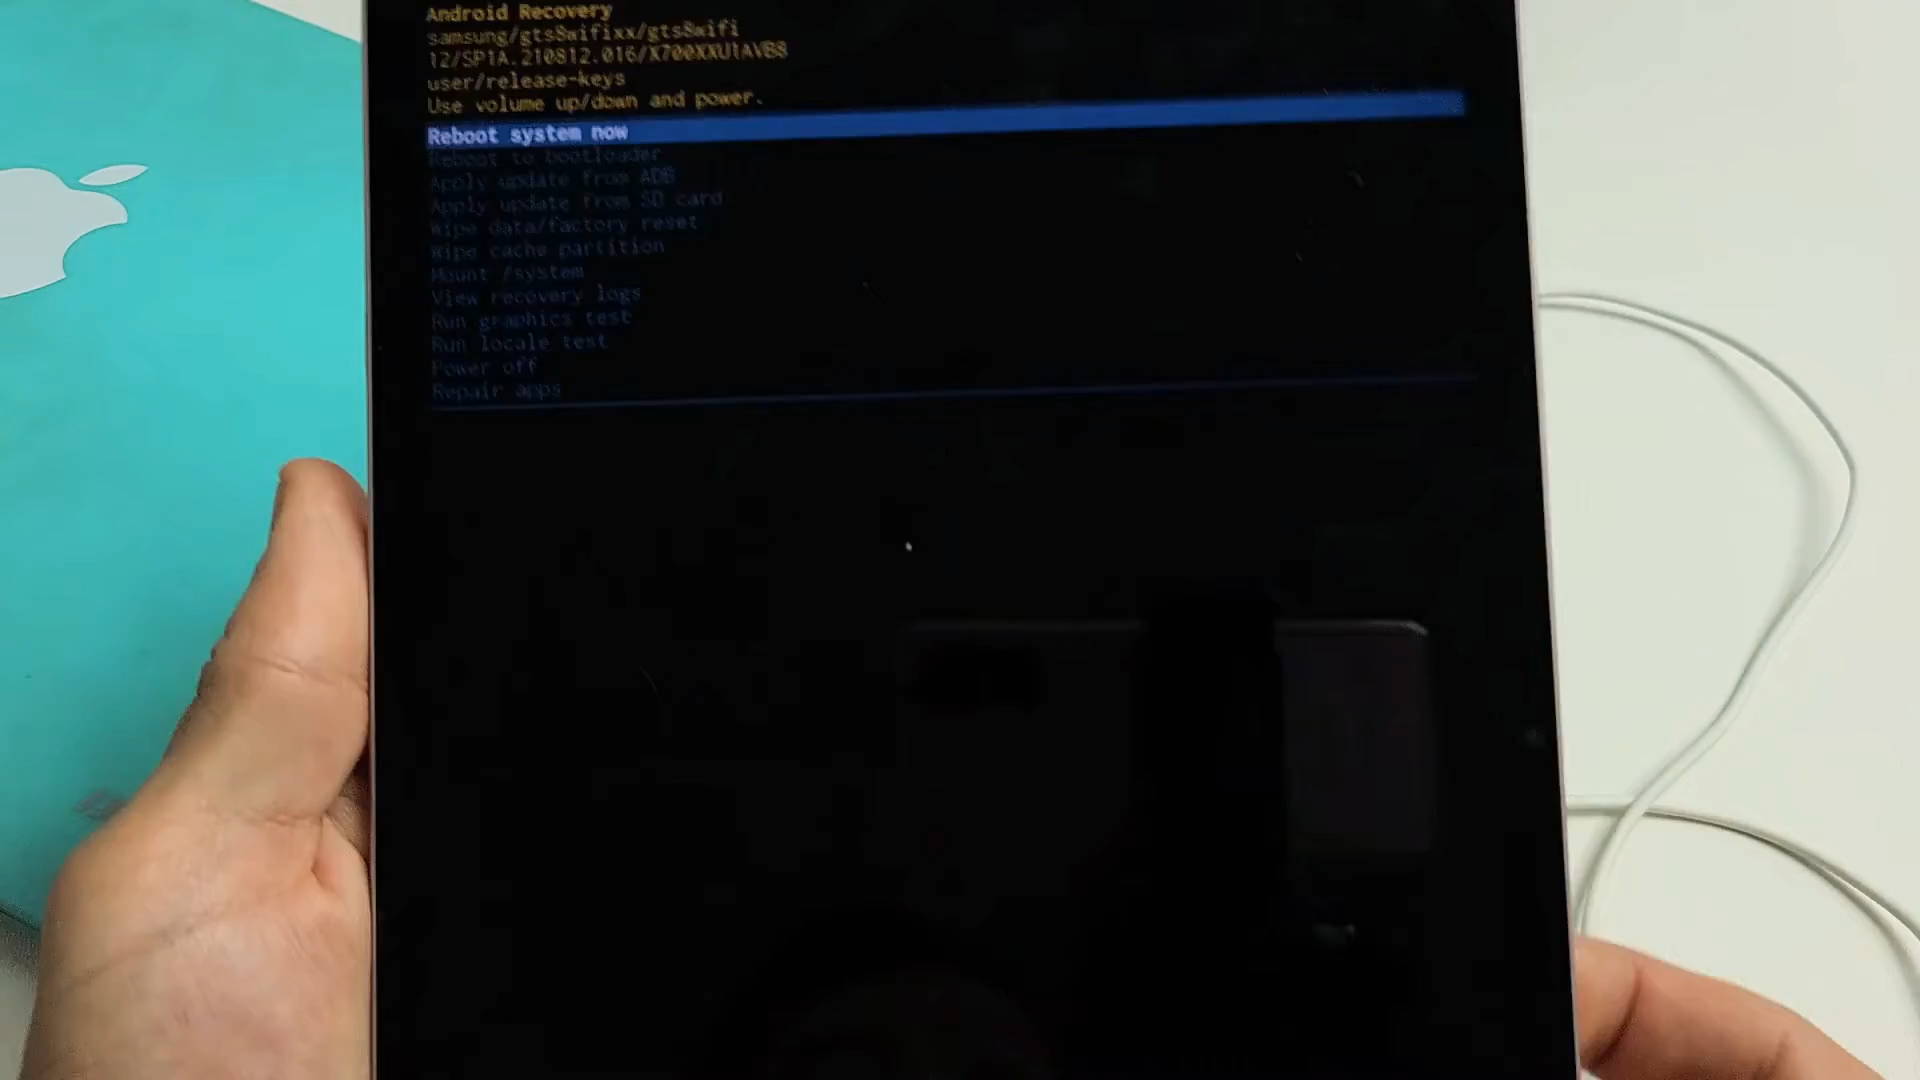 Android Recovery
samsung/gts8wifixx/gts8wifi
12/SP1A.210812.016/X700XXU1AVB8
user/release-keys
Use volume up/down and power.
Reboot system now
Reboot to bootloader
Apply update from ADB
Apply update from SD card
Wipe data/factory reset
Wipe cache partition
Mount /system
View recovery logs
Run graphics test
Run locale test
Power off
Repair apps